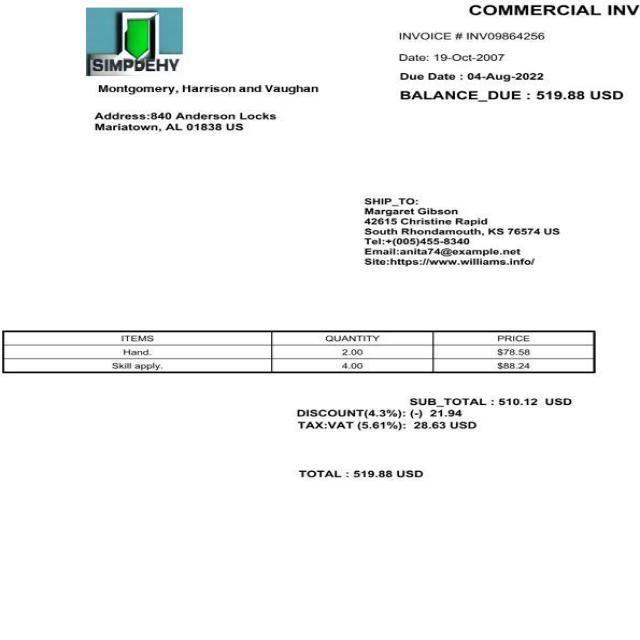 COMMERCIAL INV
INVOICE # INV09864256
Date: 19-Oct-2007
Due Date : 04-Aug-2022
BALANCE_DUE : 519.88 USD
SIMPDEHY
Montgomery, Harrison and Vaughan
Address:840 Anderson Locks
Mariatown, AL 01838 US
SHIP_TO:
Margaret Gibson
42615 Christine Rapid
South Rhondamouth, KS 76574 US
Tel:+(005)455-8340
Email:anita74@example.net
Site:https://www.williams.info/
ITEMS QUANTITY PRICE
Hand. 2.00 $78.58
Skill apply. 4.00 $88.24
SUB_TOTAL : 510.12 USD
DISCOUNT(4.3%): (-) 21.94
TAX:VAT (5.61%): 28.63 USD
TOTAL : 519.88 USD